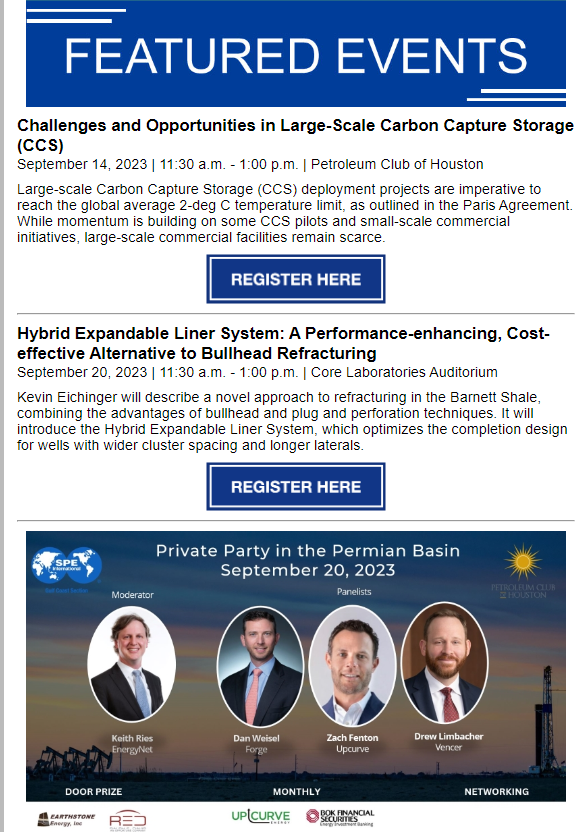 FEATURED EVENTS
Challenges and Opportunities in Large-Scale Carbon Capture Storage
(CCS)
September 14, 2023 | 11:30 a.m. - 1:00 p.m. | Petroleum Club of Houston
Large-scale Carbon Capture Storage (CCS) deployment projects are imperative to
reach the global average 2-deg C temperature limit, as outlined in the Paris Agreement.
While momentum is building on some CCS pilots and small-scale commercial
initiatives, large-scale commercial facilities remain scarce.
REGISTER HERE
Hybrid Expandable Liner System: A Performance-enhancing, Cost-
effective Alternative to Bullhead Refracturing
September 20, 2023 | 11:30 a.m. - 1:00 p.m. | Core Laboratories Auditorium
Kevin Eichinger will describe a novel approach to refracturing in the Barnett Shale,
combining the advantages of bullhead and plug and perforation techniques. It will
introduce the Hybrid Expandable Liner System, which optimizes the completion design
for wells with wider cluster spacing and longer laterals.
REGISTER HERE
SPE
International
Gulf Coast Section
Private Party in the Permian Basin
September 20, 2023
PETROLEUM CLUB
OF HOUSTON
Moderator
Panelists
Keith Ries
EnergyNet
Dan Weisel
Forge
Zach Fenton
Upcurve
Drew Limbacher
Vencer
DOOR PRIZE
MONTHLY
NETWORKING
EARTHSTONE
Energy, Inc
RED
UPCURVE
ENERGY
BOK FINANCIAL
SECURITIES
Energy Investment Banking